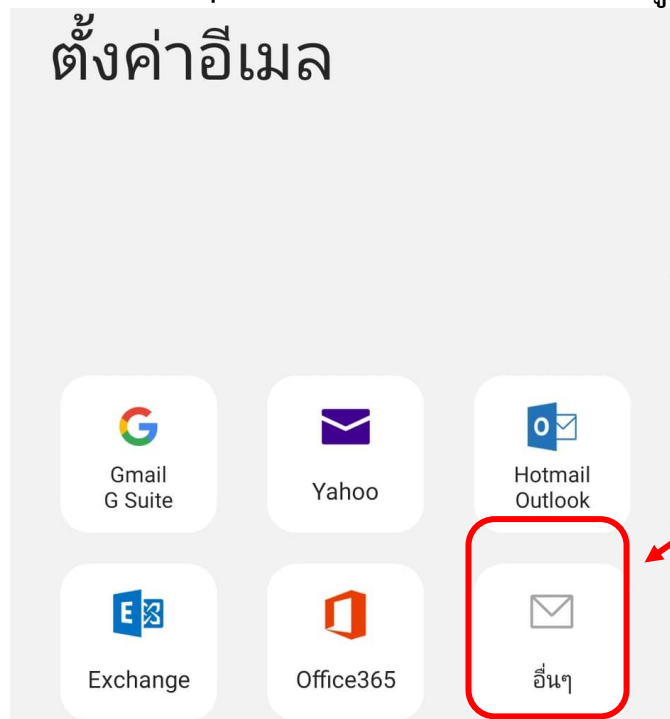 ตั้งค่าอีเมล
Gmail
G Suite
Yahoo
Hotmail
Outlook
Exchange
Office365
อื่นๆ